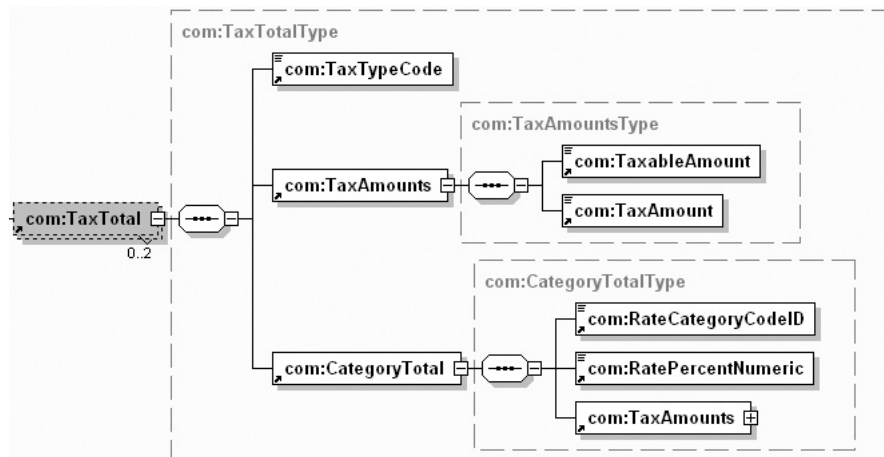 com:TaxTotalType
com:TaxTypeCode
com:TaxAmountsType
com:TaxableAmount
com:TaxAmounts
com:TaxAmount
com:TaxTotal
0..2
com:CategoryTotalType
com:RateCategoryCodeID
com:CategoryTotal
com:RatePercentNumeric
com:TaxAmounts